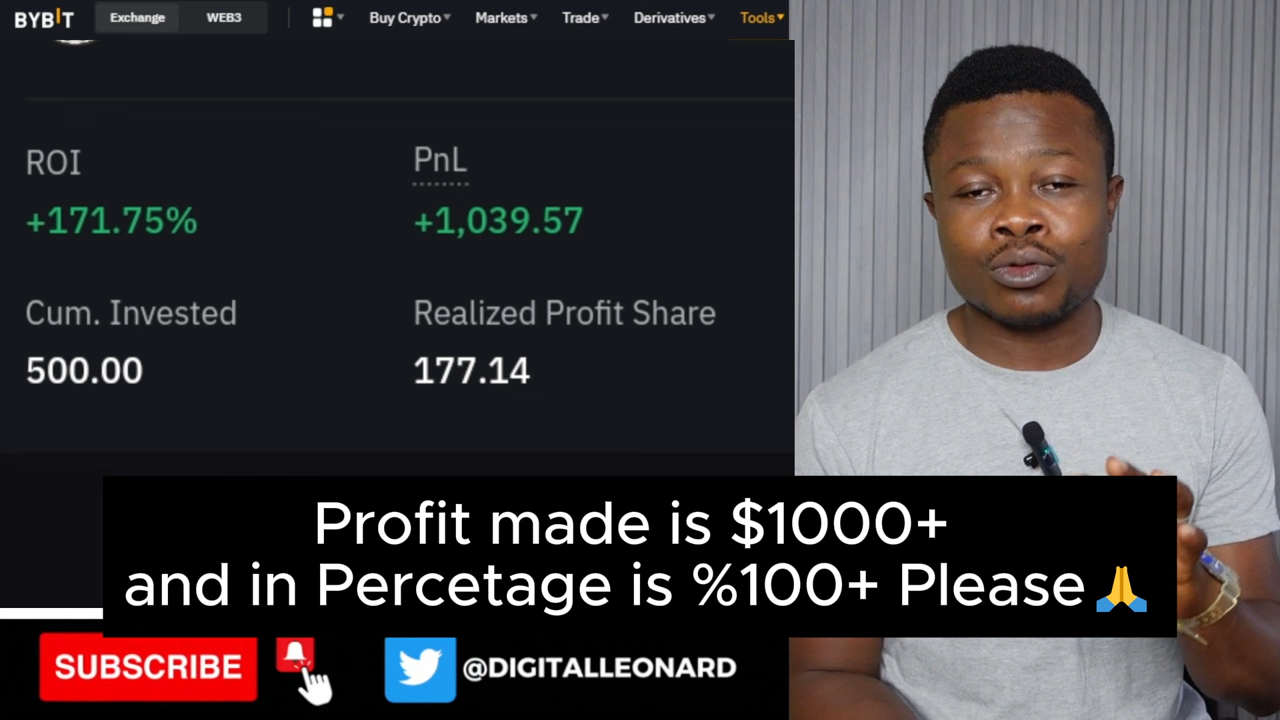 BYBIT Exchange WEB3 Buy Crypto Markets Trade Derivatives Tools
ROI PnL
+171.75% +1,039.57
Cum. Invested Realized Profit Share
500.00 177.14
Profit made is $1000+
and in Percetage is %100+ Please🙏
SUBSCRIBE @DIGITALLEONARD